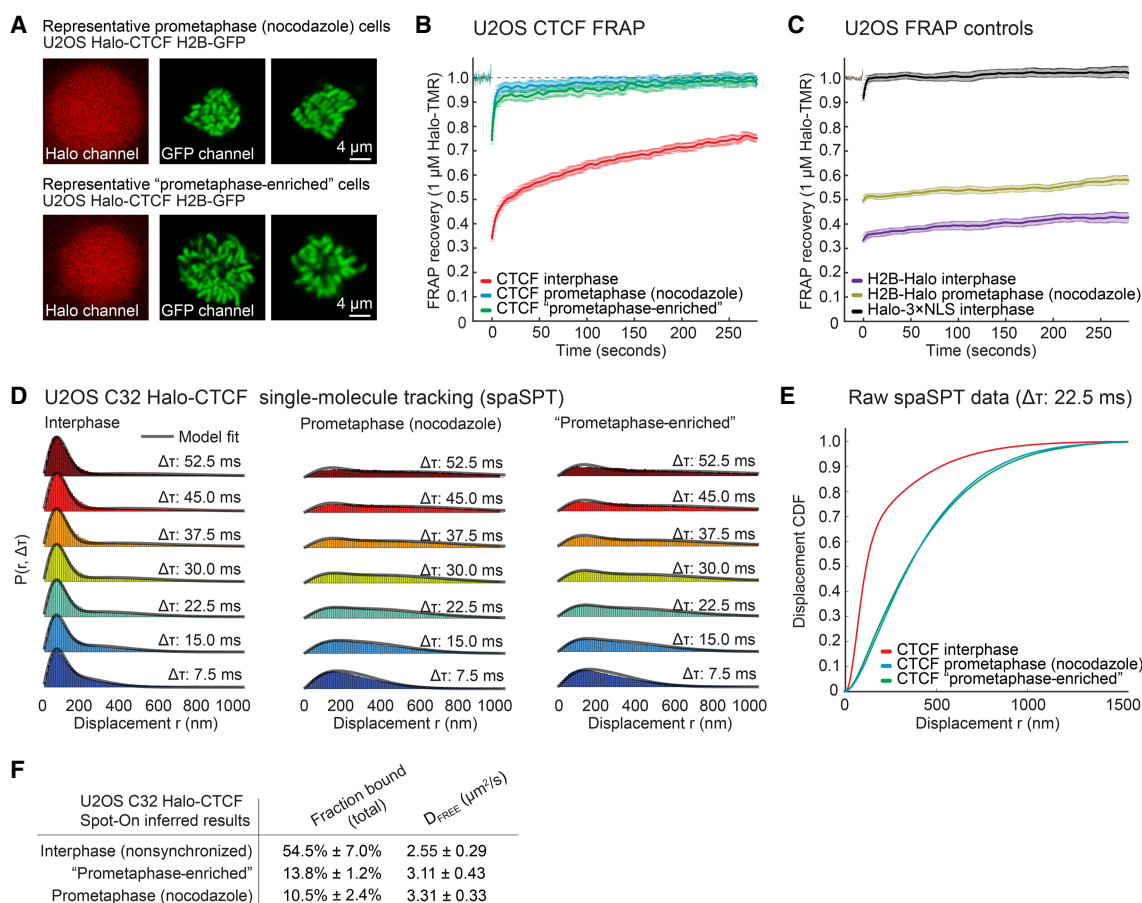 A
Representative prometaphase (nocodazole) cells
U2OS Halo-CTCF H2B-GFP
Halo channel
GFP channel
4 μm
Representative “prometaphase-enriched” cells
U2OS Halo-CTCF H2B-GFP
Halo channel
GFP channel
4 μm
B
U2OS CTCF FRAP
FRAP recovery (1 μM Halo-TMR)
1.0
0.9
0.8
0.7
0.6
0.5
0.4
0.3
0.2
0.1
0
CTCF interphase
CTCF prometaphase (nocodazole)
CTCF “prometaphase-enriched”
0 50 100 150 200 250
Time (seconds)
C
U2OS FRAP controls
FRAP recovery (1 μM Halo-TMR)
1.0
0.9
0.8
0.7
0.6
0.5
0.4
0.3
0.2
0.1
0
H2B-Halo interphase
H2B-Halo prometaphase (nocodazole)
Halo-3×NLS interphase
0 50 100 150 200 250
Time (seconds)
D
U2OS C32 Halo-CTCF single-molecule tracking (spaSPT)
P(r, Δτ)
Interphase
Model fit
Δτ: 52.5 ms
Δτ: 45.0 ms
Δτ: 37.5 ms
Δτ: 30.0 ms
Δτ: 22.5 ms
Δτ: 15.0 ms
Δτ: 7.5 ms
0 200 400 600 800 1000
Displacement r (nm)
Prometaphase (nocodazole)
Δτ: 52.5 ms
Δτ: 45.0 ms
Δτ: 37.5 ms
Δτ: 30.0 ms
Δτ: 22.5 ms
Δτ: 15.0 ms
Δτ: 7.5 ms
0 200 400 600 800 1000
Displacement r (nm)
“Prometaphase-enriched”
Δτ: 52.5 ms
Δτ: 45.0 ms
Δτ: 37.5 ms
Δτ: 30.0 ms
Δτ: 22.5 ms
Δτ: 15.0 ms
Δτ: 7.5 ms
0 200 400 600 800 1000
Displacement r (nm)
E
Raw spaSPT data (Δτ: 22.5 ms)
Displacement CDF
1.0
0.9
0.8
0.7
0.6
0.5
0.4
0.3
0.2
0.1
0
CTCF interphase
CTCF prometaphase (nocodazole)
CTCF “prometaphase-enriched”
0 500 1000 1500
Displacement r (nm)
F
U2OS C32 Halo-CTCF
Spot-On inferred results
Fraction bound
(total)
D_FREE (μm²/s)
Interphase (nonsynchronized) 54.5% ± 7.0% 2.55 ± 0.29
“Prometaphase-enriched” 13.8% ± 1.2% 3.11 ± 0.43
Prometaphase (nocodazole) 10.5% ± 2.4% 3.31 ± 0.33